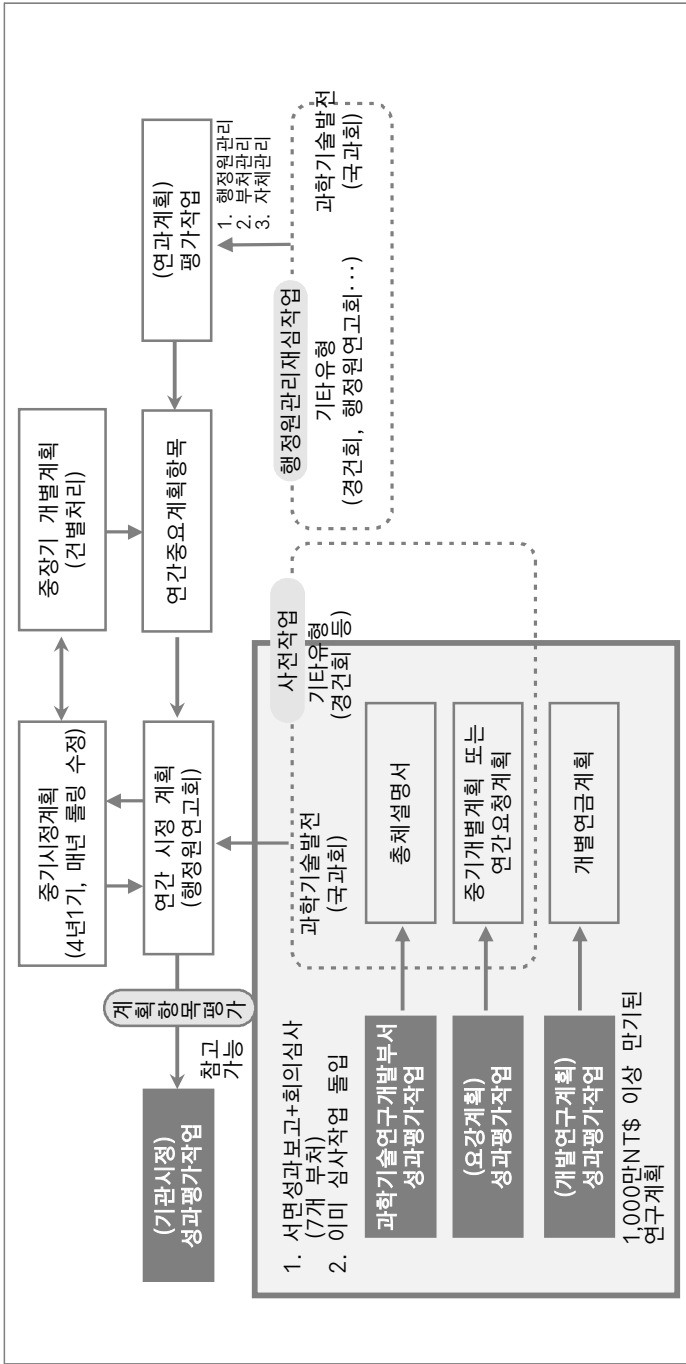 중기시정계획
(4년1기, 매년 롤링 수정)
중장기 개별계획
(건별처리)
(기관시정)
성과평가작업
계획항목평가
참고
가능
연간 시정 계획
(행정원연고회)
연간중요계획항목
(연과계획)
평가작업
1. 행정원관리
2. 부처관리
3. 자체관리
사전작업
과학기술발전
(국과회)
기타유형
(경건회 등)
행정원관리재심작업
기타유형
(경건회, 행정원연고회…)
과학기술발전
(국과회)
1. 서면성과보고+회의심사
(7개 부처)
2. 이미 심사작업 돌입
과학기술연구개발부서
성과평가작업
총체설명서
(요강계획)
성과평가작업
중기개별계획 또는
연간요청계획
(개발연구계획)
성과평가작업
개별연금계획
1,000만NT$ 이상 만기된
연구계획